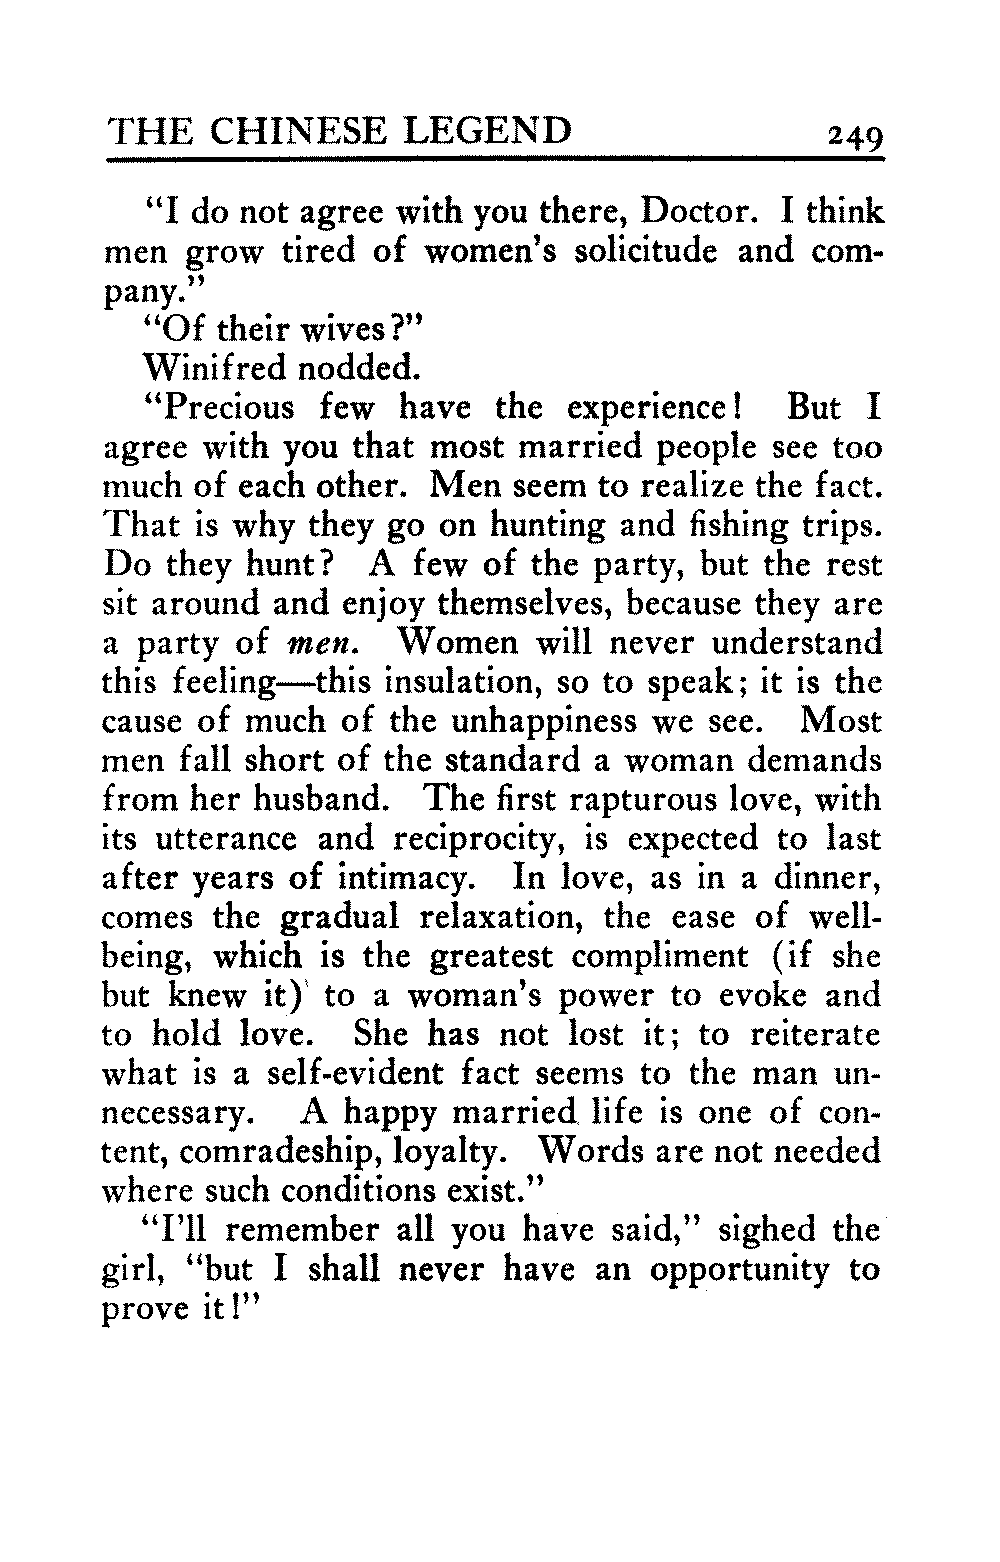 THE CHINESE LEGEND 249
“I do not agree with you there, Doctor. I think
men grow tired of women’s solicitude and com-
pany.”
“Of their wives?”
Winifred nodded.
“Precious few have the experience! But I
agree with you that most married people see too
much of each other. Men seem to realize the fact.
That is why they go on hunting and fishing trips.
Do they hunt? A few of the party, but the rest
sit around and enjoy themselves, because they are
a party of men. Women will never understand
this feeling—this insulation, so to speak; it is the
cause of much of the unhappiness we see. Most
men fall short of the standard a woman demands
from her husband. The first rapturous love, with
its utterance and reciprocity, is expected to last
after years of intimacy. In love, as in a dinner,
comes the gradual relaxation, the ease of well-
being, which is the greatest compliment (if she
but knew it) to a woman’s power to evoke and
to hold love. She has not lost it; to reiterate
what is a self-evident fact seems to the man un-
necessary. A happy married life is one of con-
tent, comradeship, loyalty. Words are not needed
where such conditions exist.”
“I’ll remember all you have said,” sighed the
girl, “but I shall never have an opportunity to
prove it!”